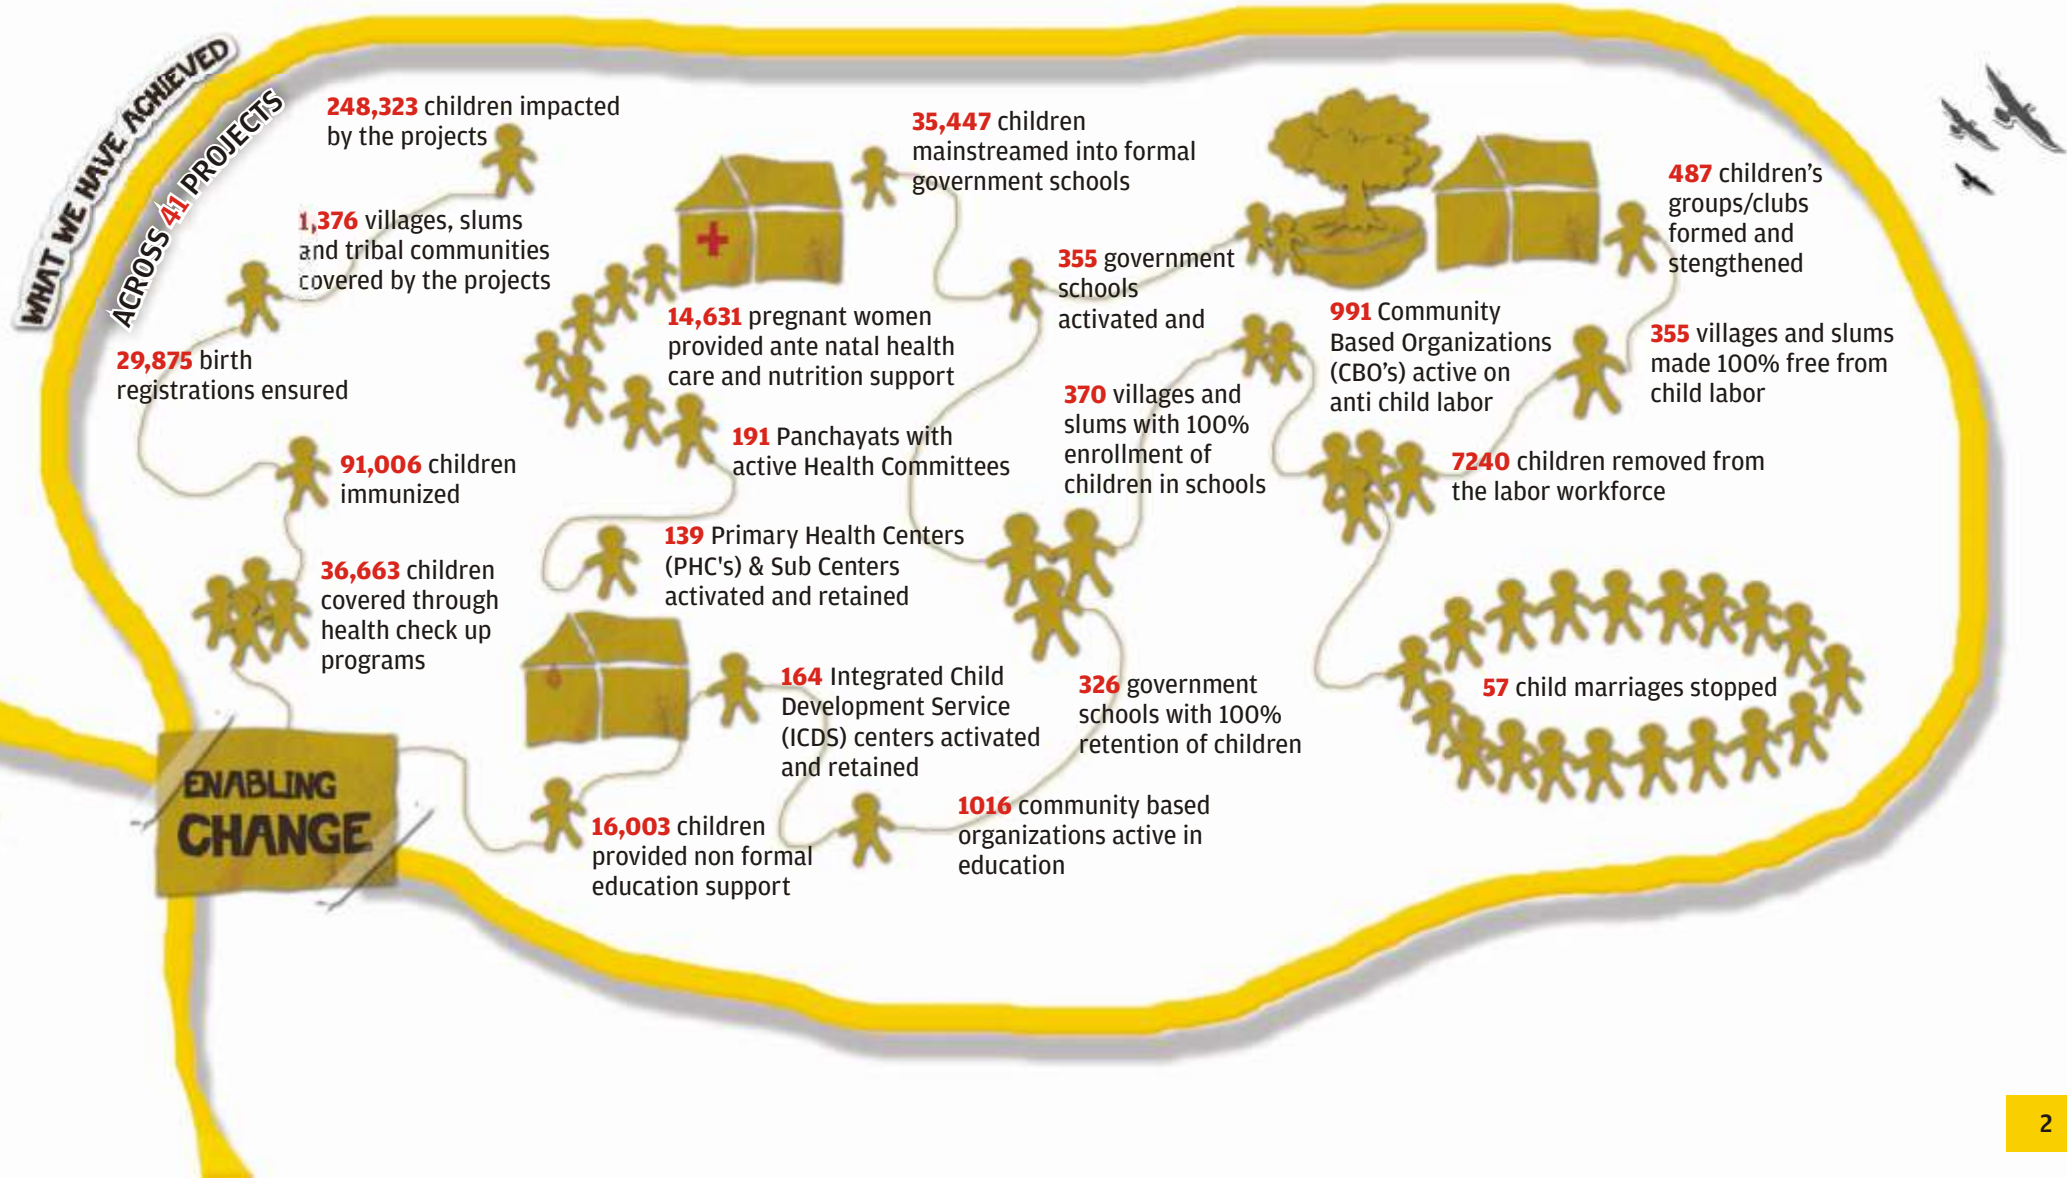 WHAT WE HAVE ACHIEVED
ACROSS 41 PROJECTS
248,323 children impacted
by the projects
1,376 villages, slums
and tribal communities
covered by the projects
29,875 birth
registrations ensured
91,006 children
immunized
36,663 children
covered through
health check up
programs
ENABLING
CHANGE
14,631 pregnant women
provided ante natal health
care and nutrition support
191 Panchayats with
active Health Committees
139 Primary Health Centers
(PHC's) & Sub Centers
activated and retained
164 Integrated Child
Development Service
(ICDS) centers activated
and retained
16,003 children
provided non formal
education support
35,447 children
mainstreamed into formal
government schools
355 government
schools
activated and
370 villages and
slums with 100%
enrollment of
children in schools
326 government
schools with 100%
retention of children
1016 community based
organizations active in
education
487 children’s
groups/clubs
formed and
stengthened
991 Community
Based Organizations
(CBO’s) active on
anti child labor
355 villages and slums
made 100% free from
child labor
7240 children removed from
the labor workforce
57 child marriages stopped
2